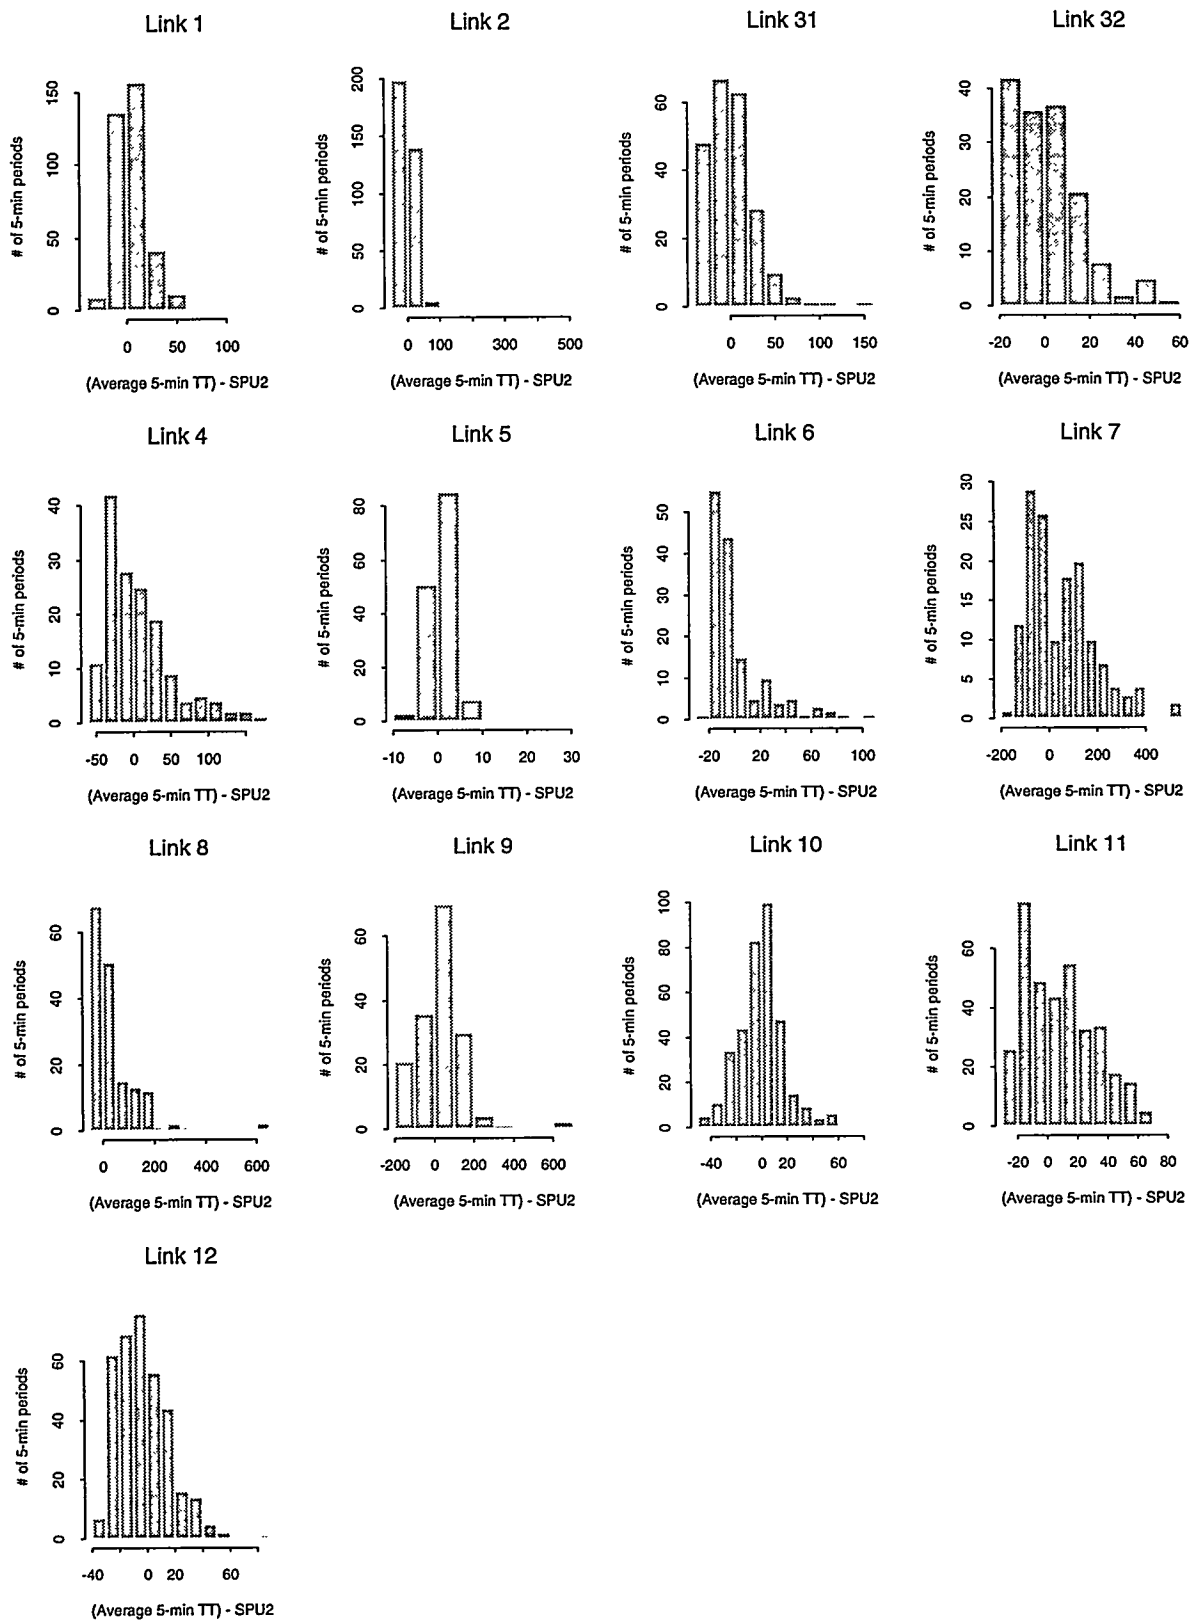 Link 1
# of 5-min periods
0 50 100 150
0 50 100
(Average 5-min TT) - SPU2
Link 2
# of 5-min periods
0 50 100 150 200
0 100 300 500
(Average 5-min TT) - SPU2
Link 31
# of 5-min periods
0 20 40 60
0 50 100 150
(Average 5-min TT) - SPU2
Link 32
# of 5-min periods
0 10 20 30 40
-20 0 20 40 60
(Average 5-min TT) - SPU2
Link 4
# of 5-min periods
0 10 20 30 40
-50 0 50 100
(Average 5-min TT) - SPU2
Link 5
# of 5-min periods
0 20 40 60 80
-10 0 10 20 30
(Average 5-min TT) - SPU2
Link 6
# of 5-min periods
0 10 20 30 40 50
-20 20 60 100
(Average 5-min TT) - SPU2
Link 7
# of 5-min periods
0 5 10 15 20 25 30
-200 0 200 400
(Average 5-min TT) - SPU2
Link 8
# of 5-min periods
0 20 40 60
0 200 400 600
(Average 5-min TT) - SPU2
Link 9
# of 5-min periods
0 20 40 60
-200 0 200 400 600
(Average 5-min TT) - SPU2
Link 10
# of 5-min periods
0 20 40 60 80 100
-40 0 20 60
(Average 5-min TT) - SPU2
Link 11
# of 5-min periods
0 20 40 60
-20 0 20 40 60 80
(Average 5-min TT) - SPU2
Link 12
# of 5-min periods
0 20 40 60
-40 0 20 60
(Average 5-min TT) - SPU2